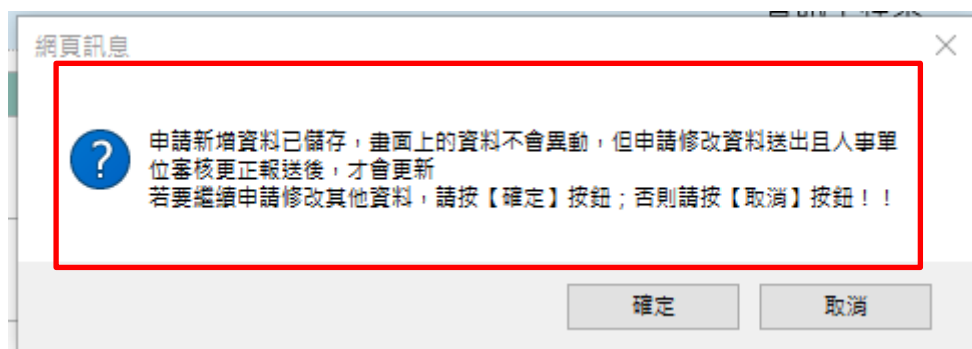 網頁訊息
申請新增資料已儲存，畫面上的資料不會異動，但申請修改資料送出且人事單
位審核更正報送後，才會更新
若要繼續申請修改其他資料，請按【確定】按鈕；否則請按【取消】按鈕！！
確定
取消